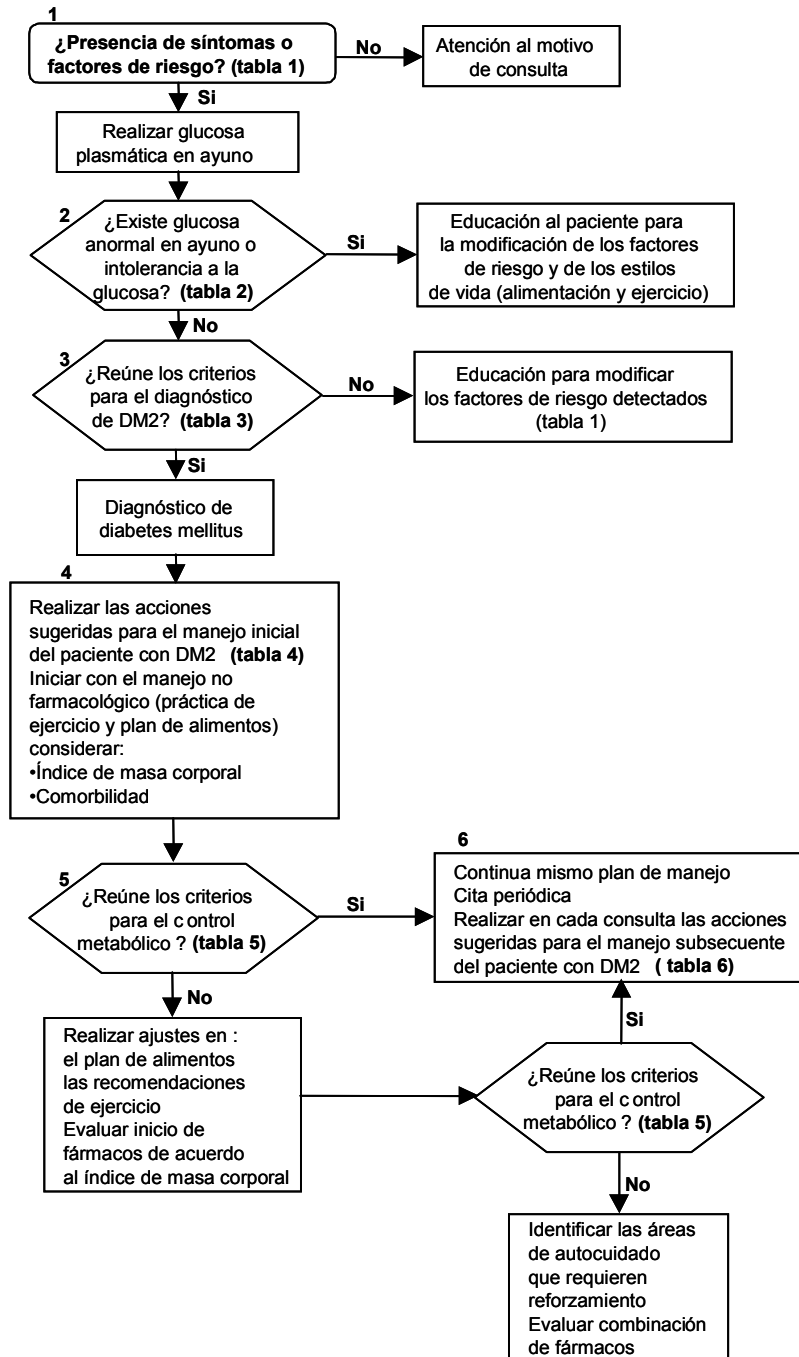 1
¿Presencia de síntomas o
factores de riesgo? (tabla 1)
No
Atención al motivo
de consulta
Si
Realizar glucosa
plasmática en ayuno
2
¿Existe glucosa
anormal en ayuno o
intolerancia a la
glucosa? (tabla 2)
Si
Educación al paciente para
la modificación de los factores
de riesgo y de los estilos
de vida (alimentación y ejercicio)
No
3
¿Reúne los criterios
para el diagnóstico
de DM2? (tabla 3)
No
Educación para modificar
los factores de riesgo detectados
(tabla 1)
Si
Diagnóstico de
diabetes mellitus
4
Realizar las acciones
sugeridas para el manejo inicial
del paciente con DM2 (tabla 4)
Iniciar con el manejo no
farmacológico (práctica de
ejercicio y plan de alimentos)
considerar:
•Índice de masa corporal
•Comorbilidad
5
¿Reúne los criterios
para el c ontrol
metabólico ? (tabla 5)
Si
6
Continua mismo plan de manejo
Cita periódica
Realizar en cada consulta las acciones
sugeridas para el manejo subsecuente
del paciente con DM2 ( tabla 6)
No
Realizar ajustes en :
el plan de alimentos
las recomendaciones
de ejercicio
Evaluar inicio de
fármacos de acuerdo
al índice de masa corporal
Si
¿Reúne los criterios
para el c ontrol
metabólico ? (tabla 5)
No
Identificar las áreas
de autocuidado
que requieren
reforzamiento
Evaluar combinación
de fármacos